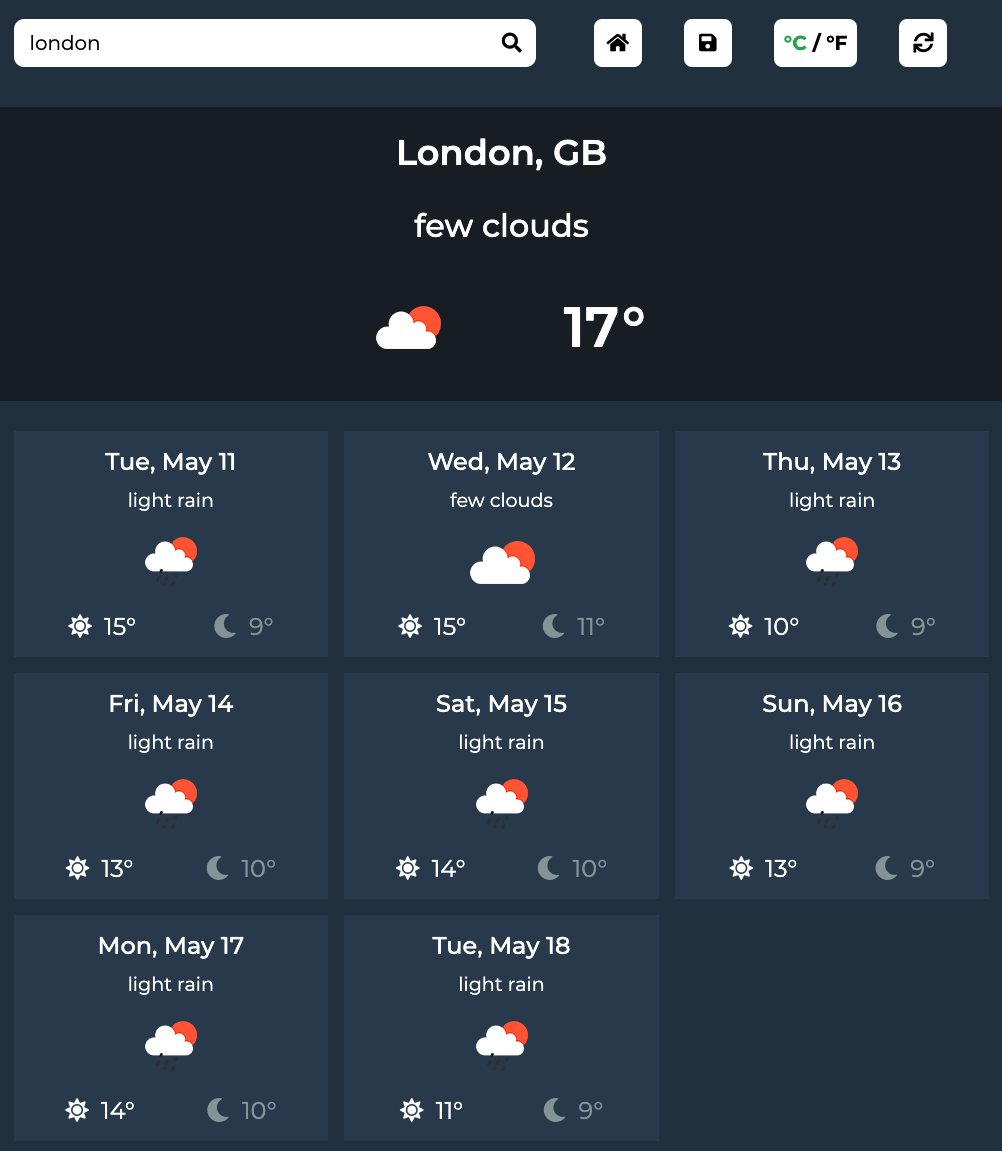 london
°C / °F
London, GB
few clouds
17°
Tue, May 11
light rain
15° 9°
Wed, May 12
few clouds
15° 11°
Thu, May 13
light rain
10° 9°
Fri, May 14
light rain
13° 10°
Sat, May 15
light rain
14° 10°
Sun, May 16
light rain
13° 9°
Mon, May 17
light rain
14° 10°
Tue, May 18
light rain
11° 9°